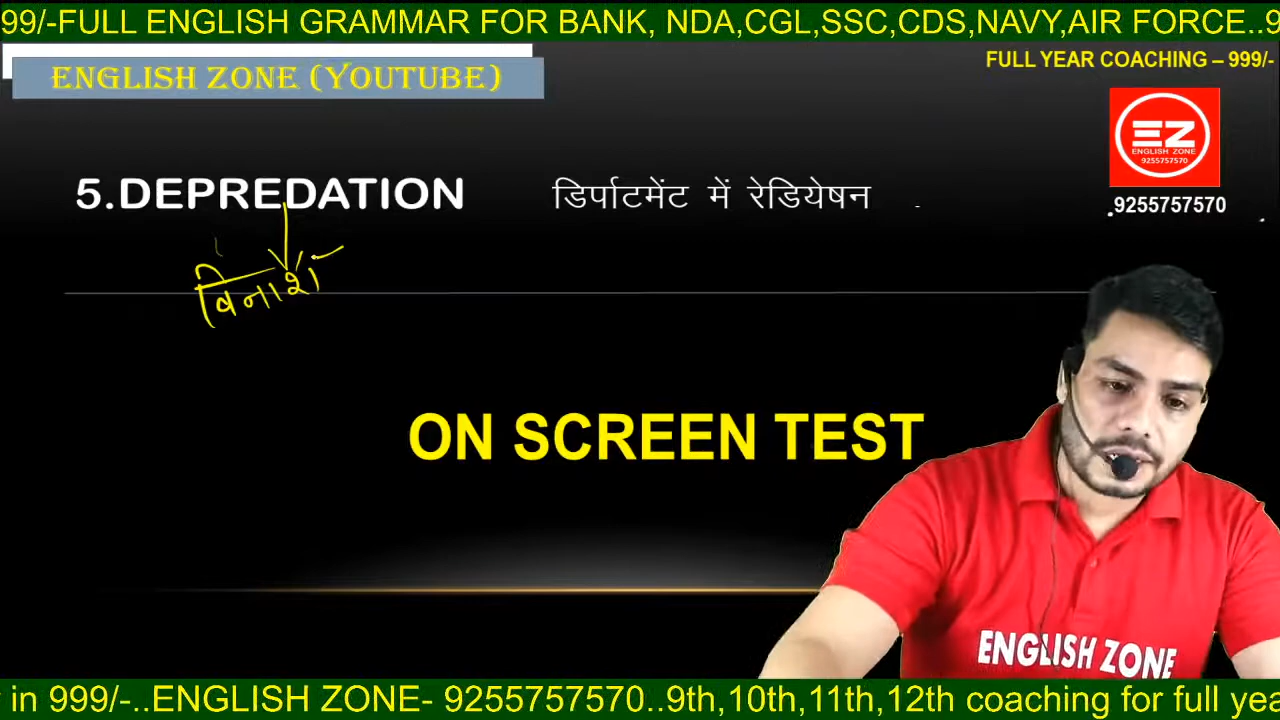 99/-FULL ENGLISH GRAMMAR FOR BANK, NDA,CGL,SSC,CDS,NAVY,AIR FORCE..9
ENGLISH ZONE (YOUTUBE)
FULL YEAR COACHING – 999/-
EZ
ENGLISH ZONE
9255757570
5.DEPREDATION डिर्पाटमेंट में रेडियेषन
.9255757570
विनाश
ON SCREEN TEST
ENGLISH ZONE
r in 999/-..ENGLISH ZONE- 9255757570..9th,10th,11th,12th coaching for full yea